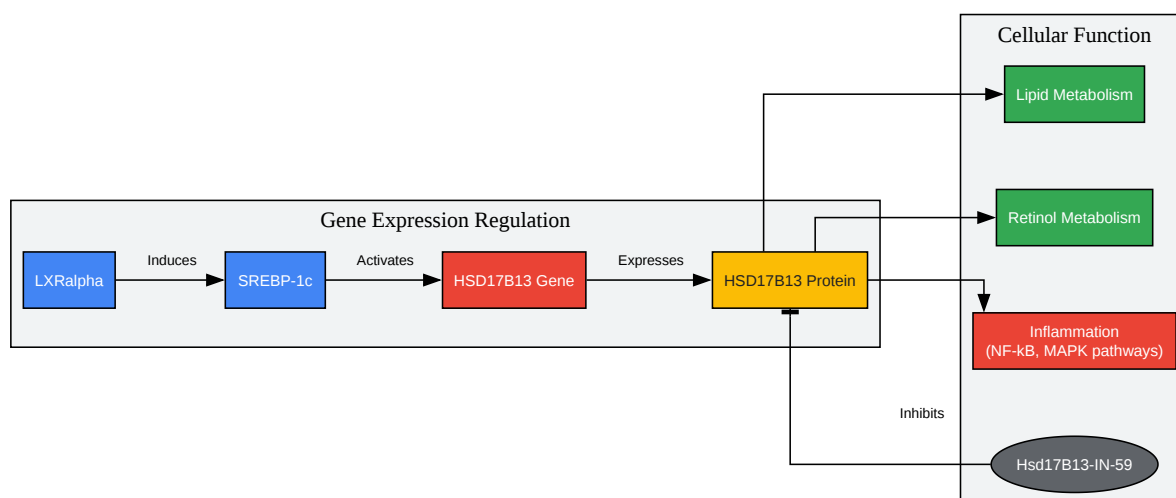 Cellular Function
Lipid Metabolism
Retinol Metabolism
Gene Expression Regulation
LXRalpha
Induces
SREBP-1c
Activates
HSD17B13 Gene
Expresses
HSD17B13 Protein
Inflammation
(NF-kB, MAPK pathways)
Inhibits
Hsd17B13-IN-59